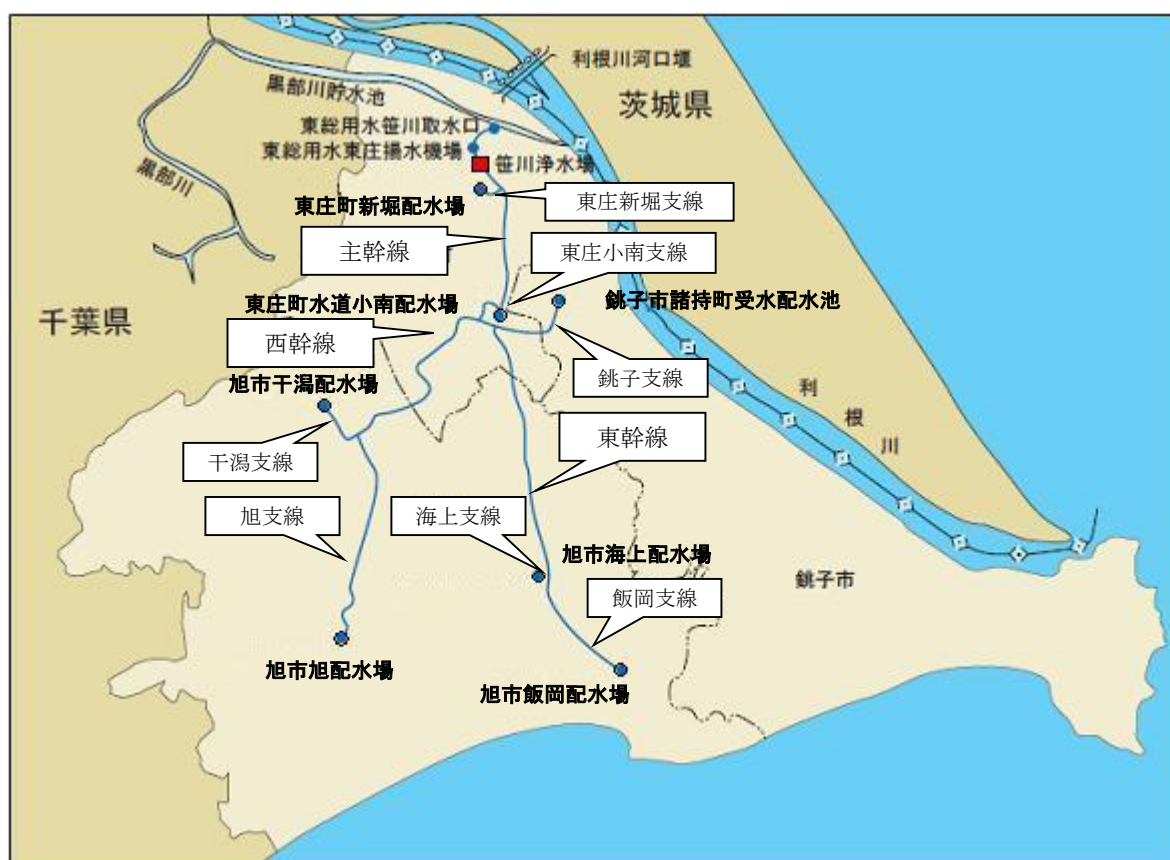 利根川河口堰
黒部川貯水池
茨城県
東総用水笹川取水口
東総用水東庄揚水機場
笹川浄水場
黒部川
東庄町新堀配水場
東庄新堀支線
主幹線
東庄小南支線
東庄町水道小南配水場
銚子市諸持町受水配水池
千葉県
西幹線
銚子支線
旭市干潟配水場
利根川
東幹線
干潟支線
旭支線
海上支線
旭市海上配水場
銚子市
飯岡支線
旭市旭配水場
旭市飯岡配水場